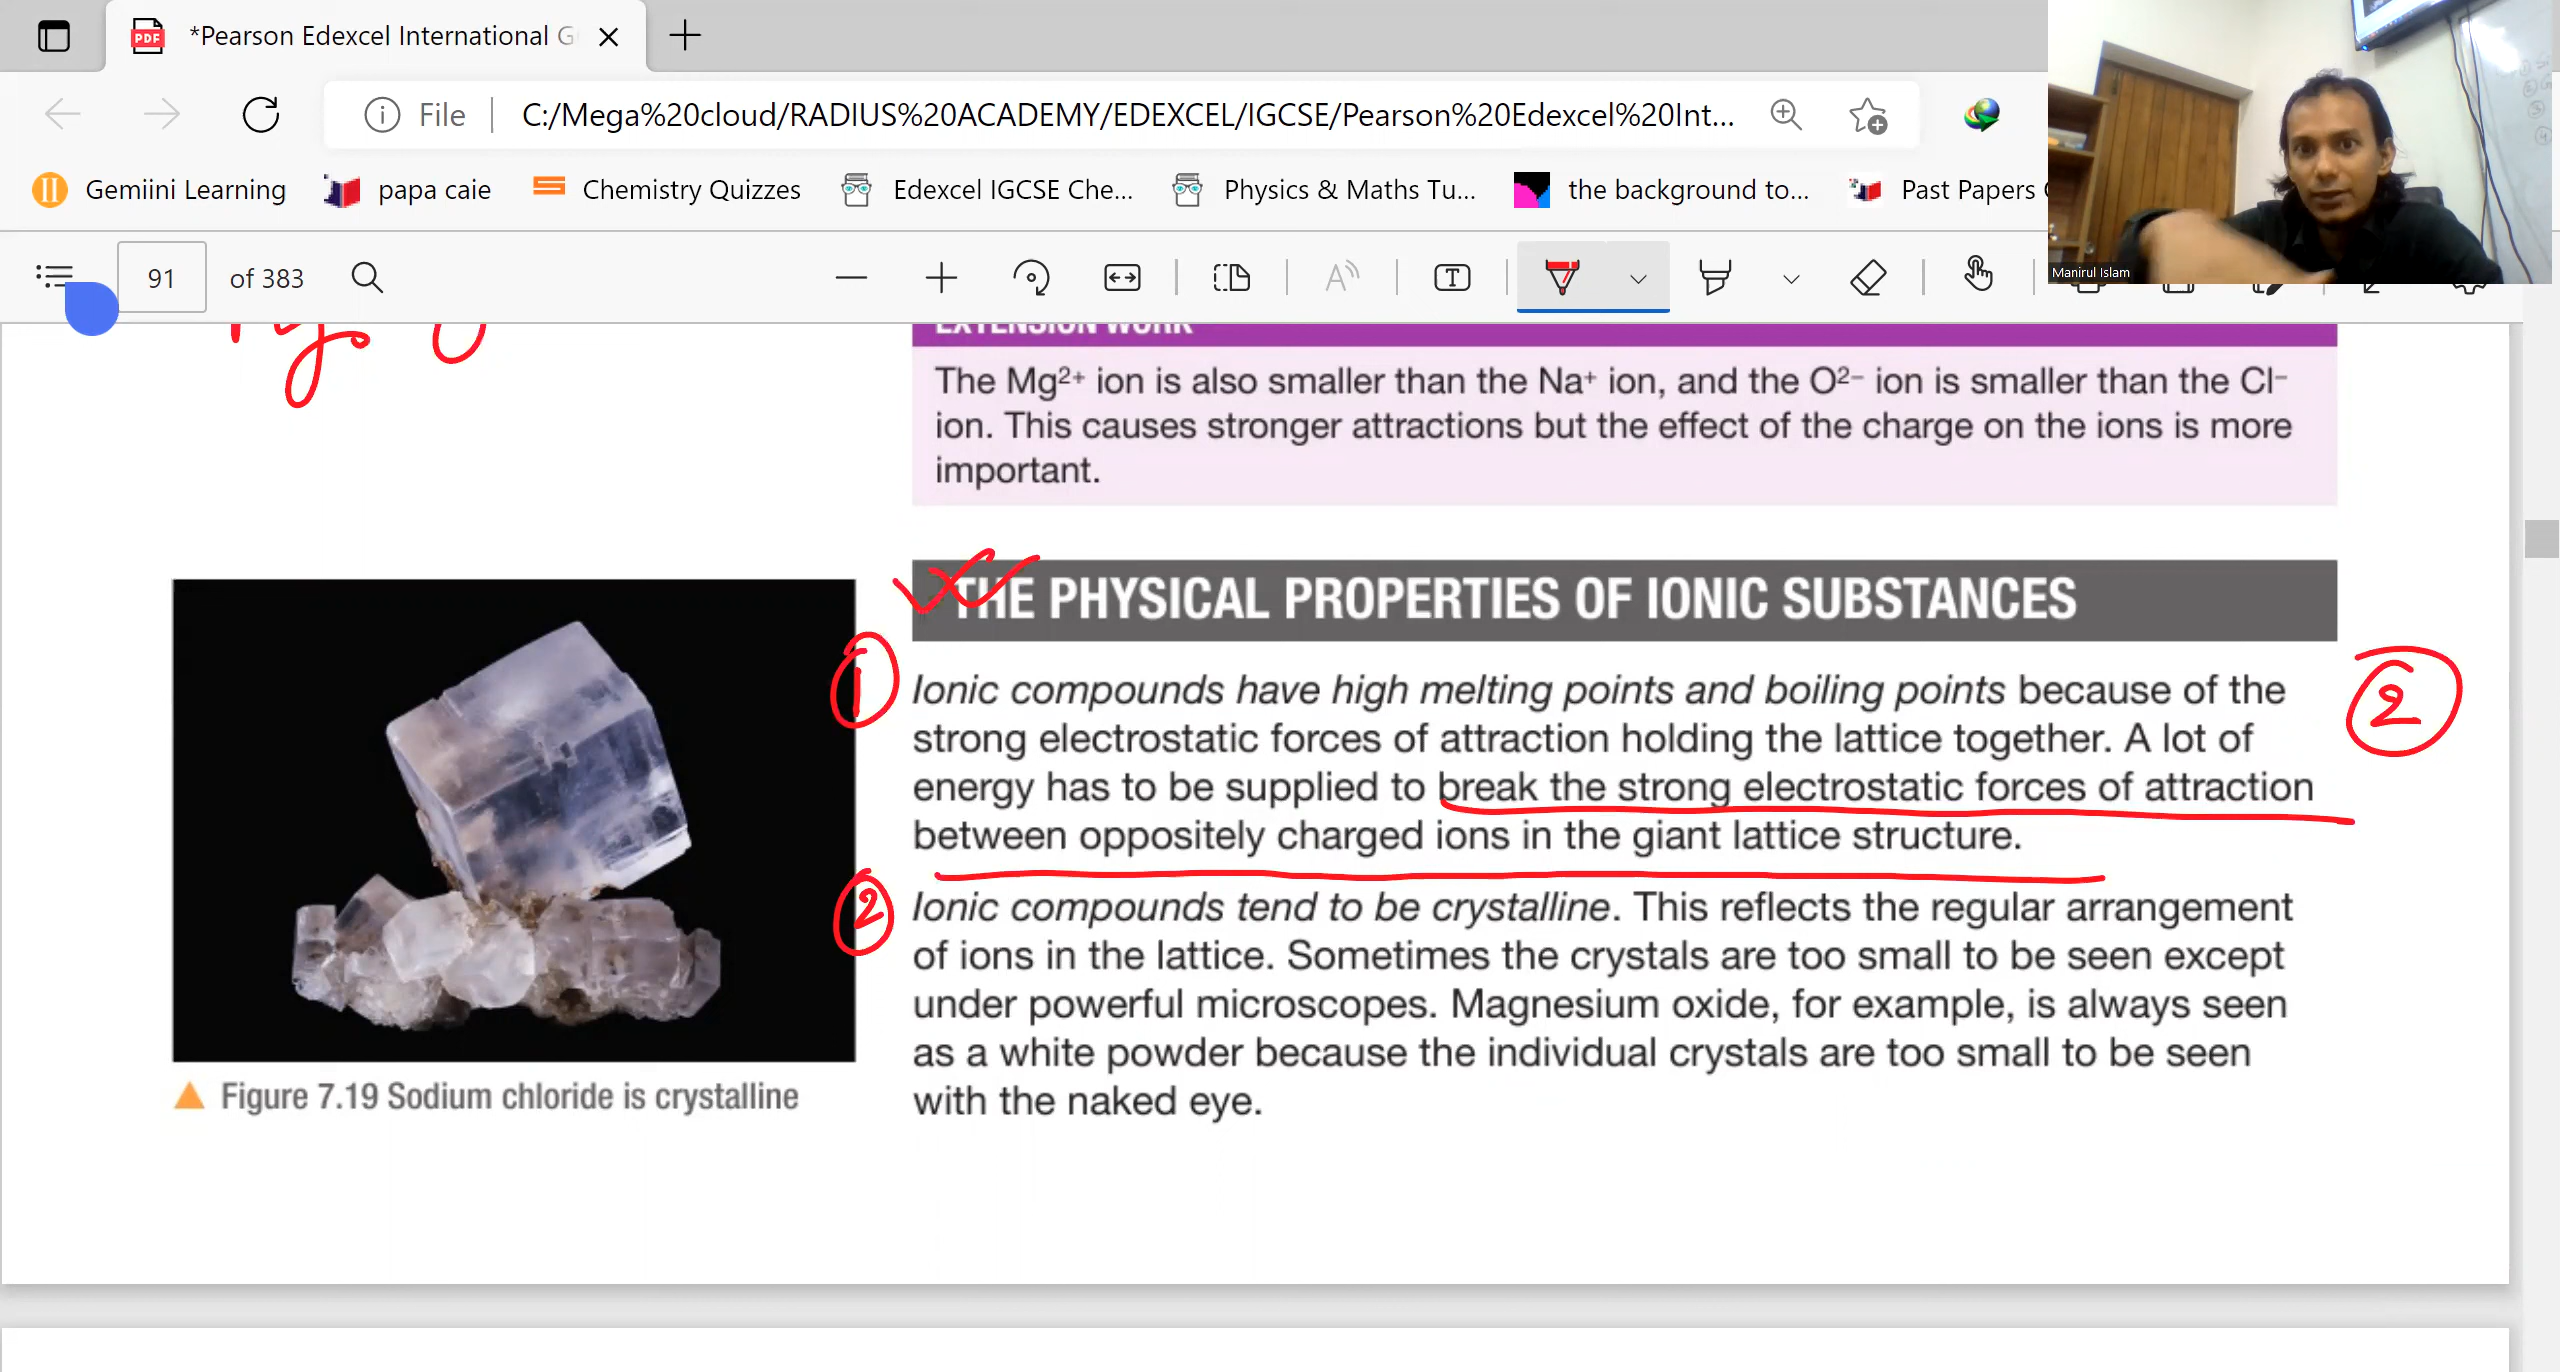 *Pearson Edexcel International G
File
C:/Mega%20cloud/RADIUS%20ACADEMY/EDEXCEL/IGCSE/Pearson%20Edexcel%20Int...
Gemiini Learning
papa caie
Chemistry Quizzes
Edexcel IGCSE Che...
Physics & Maths Tu...
the background to...
Past Papers
91 of 383
Manirul Islam
EXTENSION WORK
The Mg²⁺ ion is also smaller than the Na⁺ ion, and the O²⁻ ion is smaller than the Cl⁻
ion. This causes stronger attractions but the effect of the charge on the ions is more
important.
THE PHYSICAL PROPERTIES OF IONIC SUBSTANCES
1
Ionic compounds have high melting points and boiling points because of the
2
strong electrostatic forces of attraction holding the lattice together. A lot of
energy has to be supplied to break the strong electrostatic forces of attraction
between oppositely charged ions in the giant lattice structure.
2
Ionic compounds tend to be crystalline. This reflects the regular arrangement
of ions in the lattice. Sometimes the crystals are too small to be seen except
under powerful microscopes. Magnesium oxide, for example, is always seen
as a white powder because the individual crystals are too small to be seen
with the naked eye.
Figure 7.19 Sodium chloride is crystalline